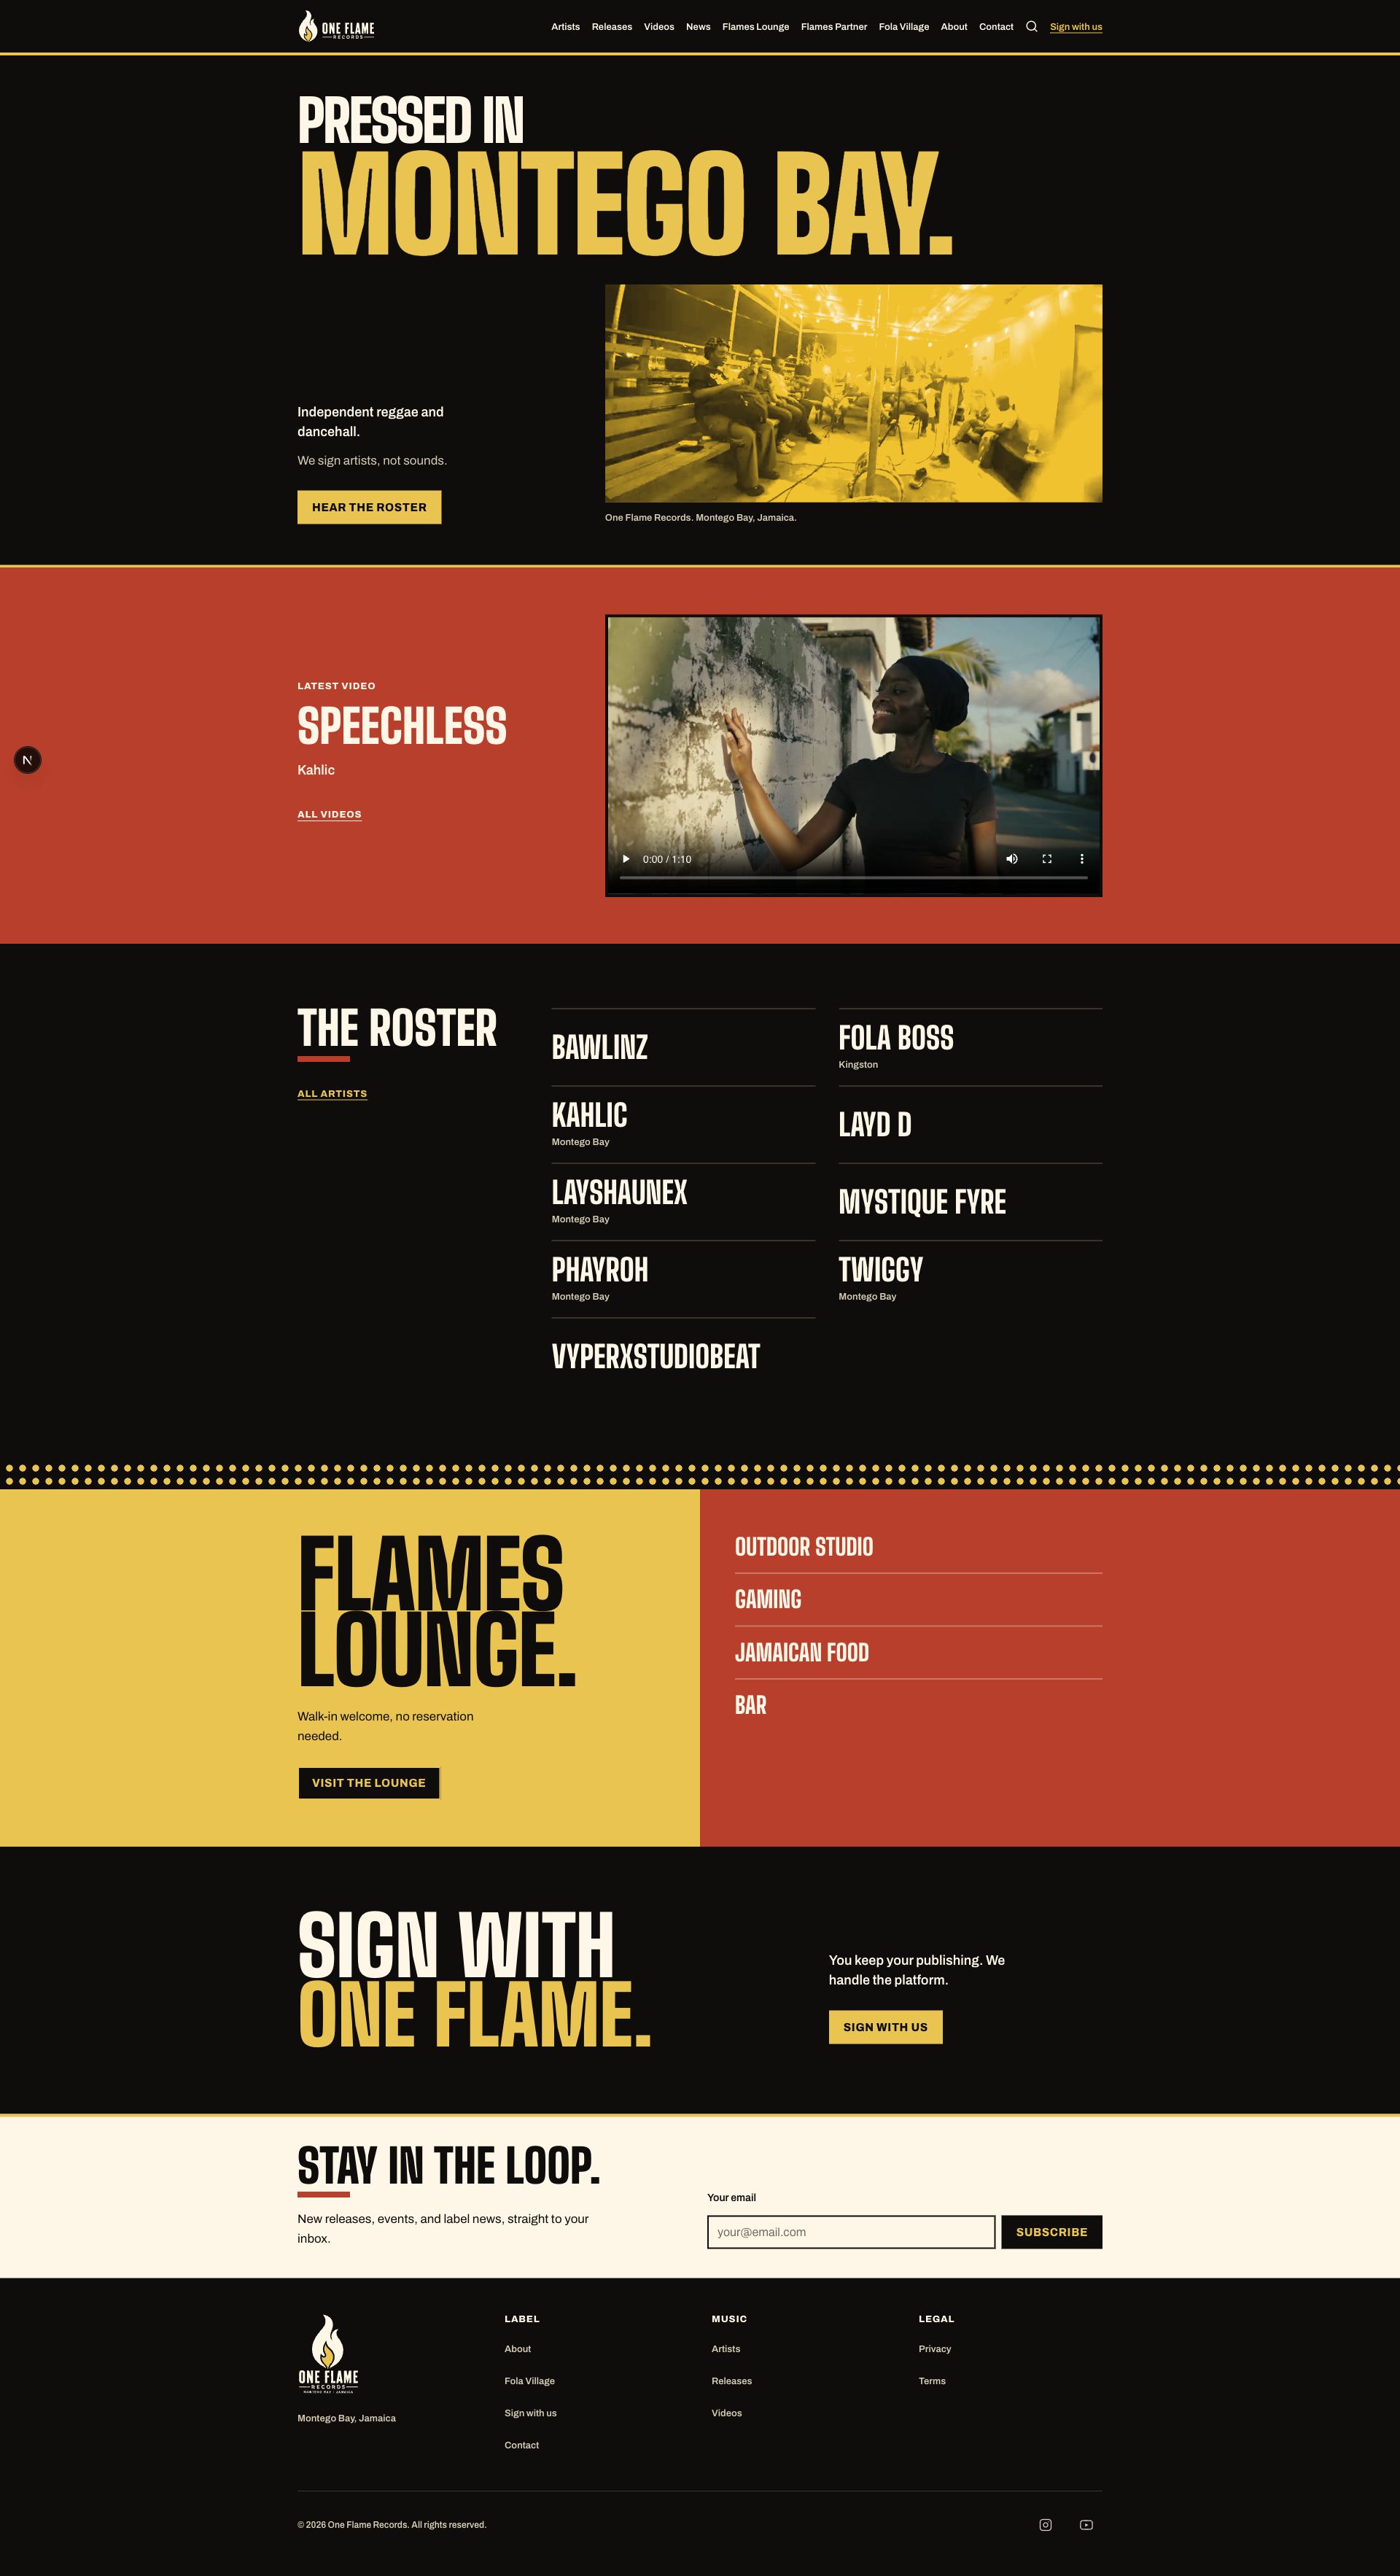 ONE FLAME
RECORDS
Artists Releases Videos News Flames Lounge Flames Partner Fola Village About Contact Sign with us
PRESSED IN
MONTEGO BAY.
Independent reggae and
dancehall.
We sign artists, not sounds.
HEAR THE ROSTER
One Flame Records. Montego Bay, Jamaica.
LATEST VIDEO
SPEECHLESS
Kahlic
ALL VIDEOS
N
0:00 / 1:10
THE ROSTER
ALL ARTISTS
BAWLINZ
FOLA BOSS
Kingston
KAHLIC
Montego Bay
LAYD D
LAYSHAUNEX
Montego Bay
MYSTIQUE FYRE
PHAYROH
Montego Bay
TWIGGY
Montego Bay
VYPERXSTUDIOBEAT
FLAMES
LOUNGE.
Walk-in welcome, no reservation
needed.
VISIT THE LOUNGE
OUTDOOR STUDIO
GAMING
JAMAICAN FOOD
BAR
SIGN WITH
ONE FLAME.
You keep your publishing. We
handle the platform.
SIGN WITH US
STAY IN THE LOOP.
New releases, events, and label news, straight to your
inbox.
Your email
your@email.com
SUBSCRIBE
ONE FLAME
RECORDS
MONTEGO BAY • JAMAICA
Montego Bay, Jamaica
LABEL
About
Fola Village
Sign with us
Contact
MUSIC
Artists
Releases
Videos
LEGAL
Privacy
Terms
© 2026 One Flame Records. All rights reserved.